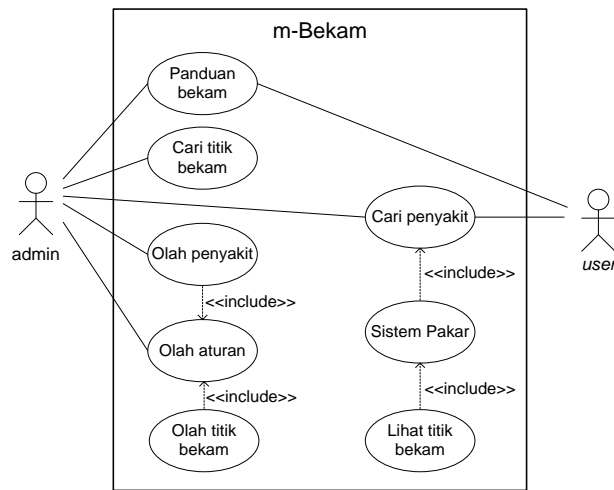 m-Bekam
Panduan
bekam
Cari titik
bekam
admin
Cari penyakit
user
Olah penyakit
<<include>>
<<include>>
Olah aturan
Sistem Pakar
<<include>>
<<include>>
Olah titik
bekam
Lihat titik
bekam